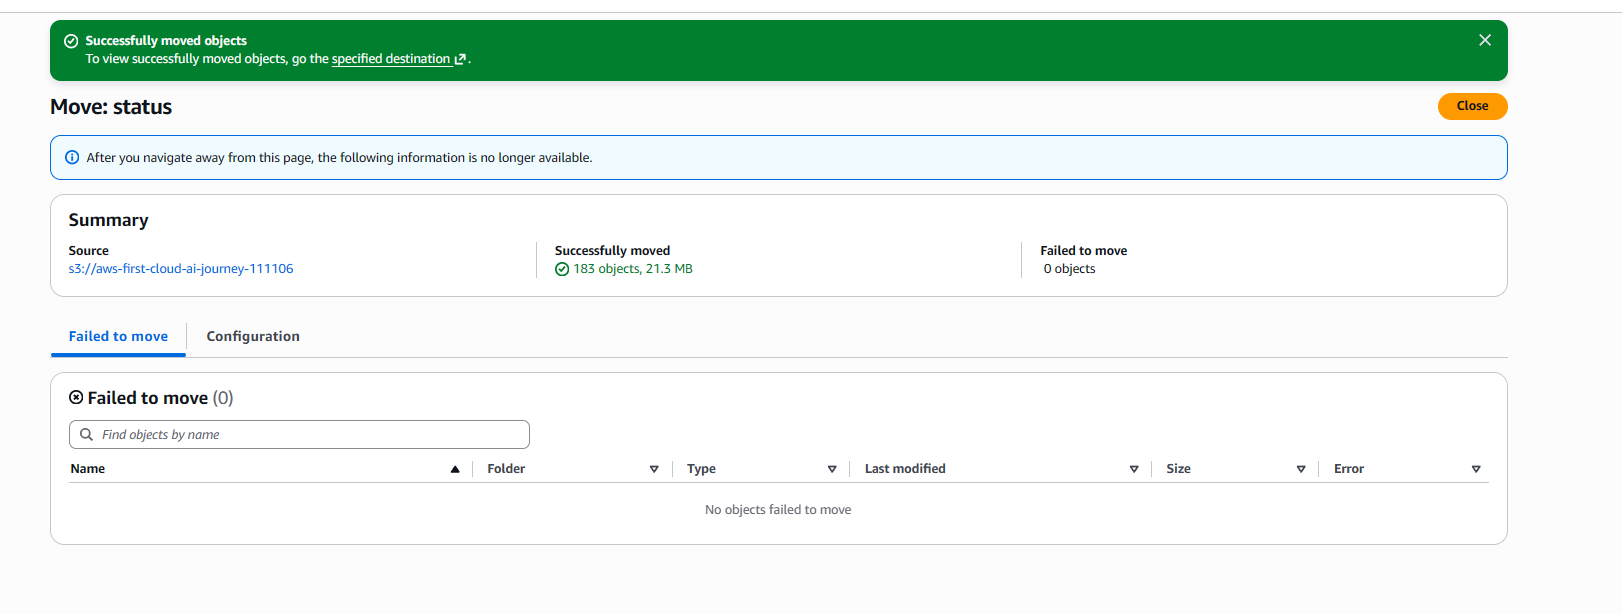 Successfully moved objects
To view successfully moved objects, go the specified destination.
Move: status
Close
After you navigate away from this page, the following information is no longer available.
Summary
Source
s3://aws-first-cloud-ai-journey-111106
Successfully moved
183 objects, 21.3 MB
Failed to move
0 objects
Failed to move
Configuration
Failed to move (0)
Find objects by name
Name
Folder
Type
Last modified
Size
Error
No objects failed to move